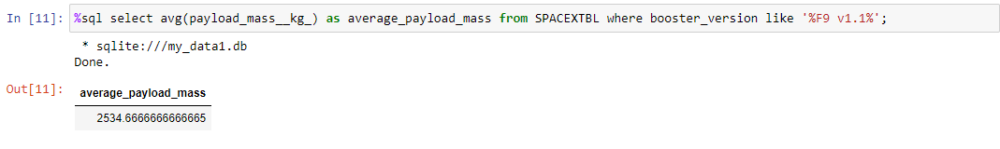 In [11]: %sql select avg(payload_mass__kg_) as average_payload_mass from SPACEXTBL where booster_version like '%F9 v1.1%';
* sqlite:///my_data1.db
Done.
Out[11]:
average_payload_mass
2534.6666666666665